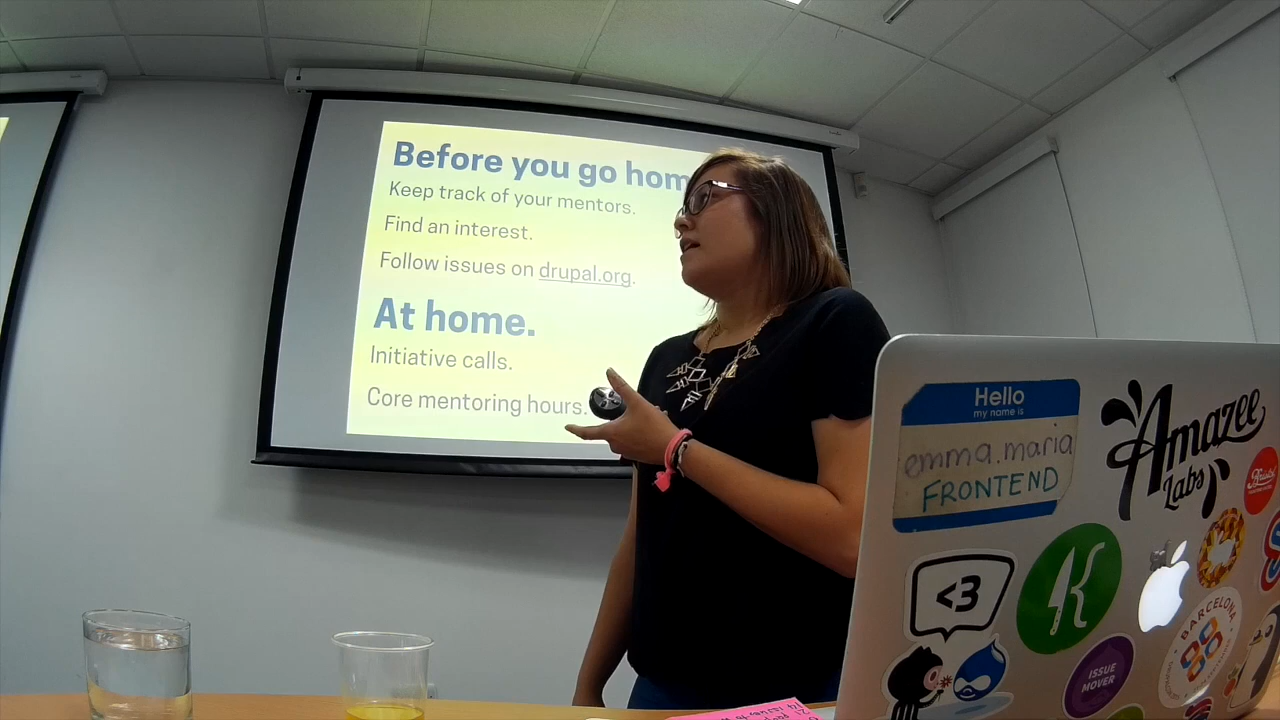 Before you go hom
Keep track of your mentors.
Find an interest.
Follow issues on drupal.org.
At home.
Initiative calls.
Core mentoring hours.
Hello
my name is
emma.maria
FRONTEND
Amazee
Labs
Bristol
<3
BARCELONA
ISSUE
MOVER